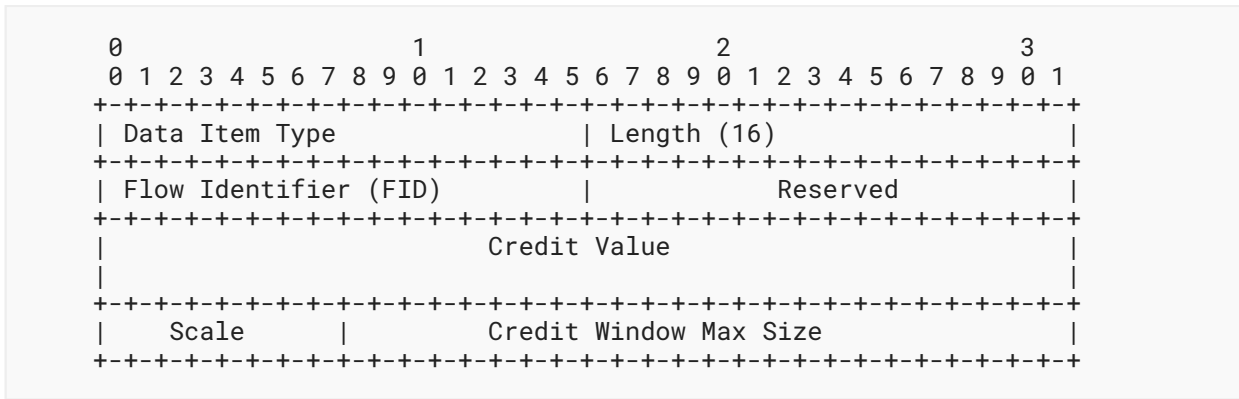 0                   1                   2                   3
 0 1 2 3 4 5 6 7 8 9 0 1 2 3 4 5 6 7 8 9 0 1 2 3 4 5 6 7 8 9 0 1
+-+-+-+-+-+-+-+-+-+-+-+-+-+-+-+-+-+-+-+-+-+-+-+-+-+-+-+-+-+-+-+-+
| Data Item Type                | Length (16)                   |
+-+-+-+-+-+-+-+-+-+-+-+-+-+-+-+-+-+-+-+-+-+-+-+-+-+-+-+-+-+-+-+-+
| Flow Identifier (FID)         |            Reserved           |
+-+-+-+-+-+-+-+-+-+-+-+-+-+-+-+-+-+-+-+-+-+-+-+-+-+-+-+-+-+-+-+-+
|                         Credit Value                          |
|                                                               |
+-+-+-+-+-+-+-+-+-+-+-+-+-+-+-+-+-+-+-+-+-+-+-+-+-+-+-+-+-+-+-+-+
|    Scale      |         Credit Window Max Size                |
+-+-+-+-+-+-+-+-+-+-+-+-+-+-+-+-+-+-+-+-+-+-+-+-+-+-+-+-+-+-+-+-+